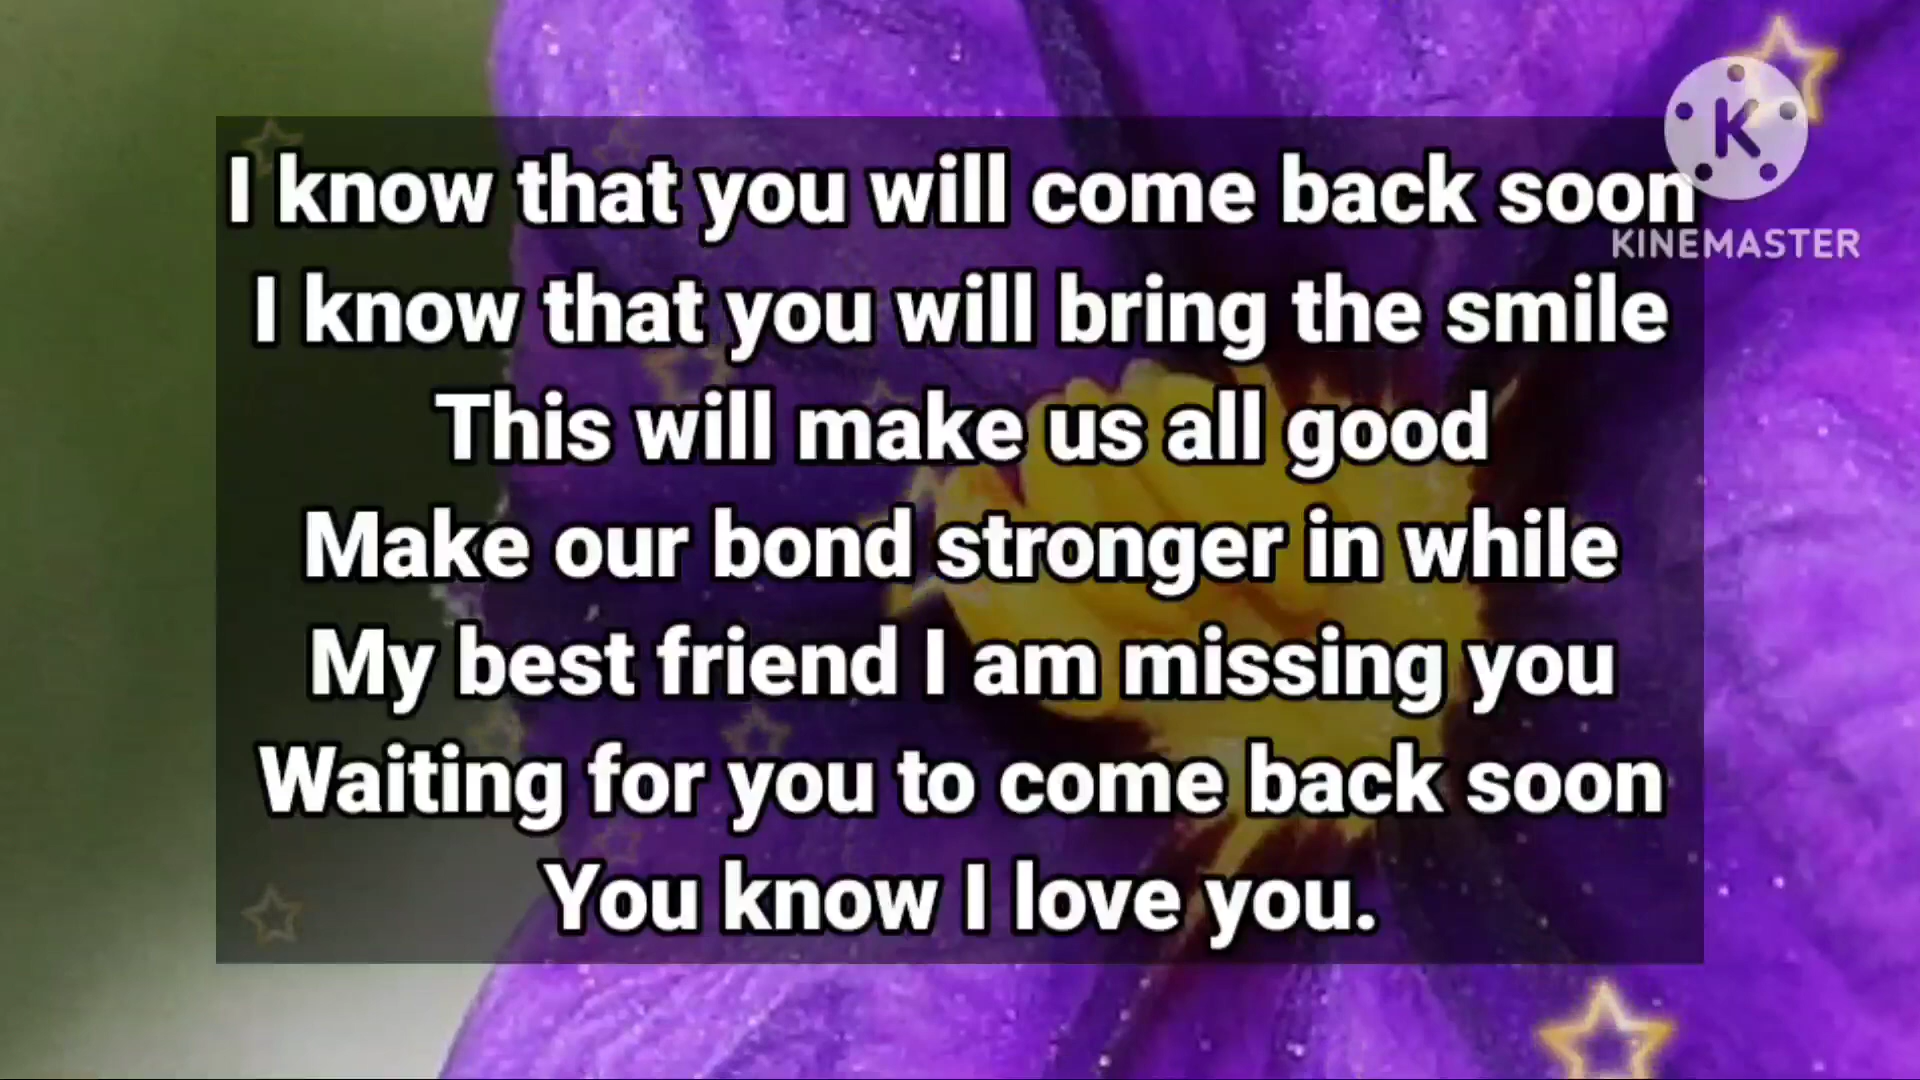 I know that you will come back soon
I know that you will bring the smile
This will make us all good
Make our bond stronger in while
My best friend I am missing you
Waiting for you to come back soon
You know I love you.
K
KINEMASTER